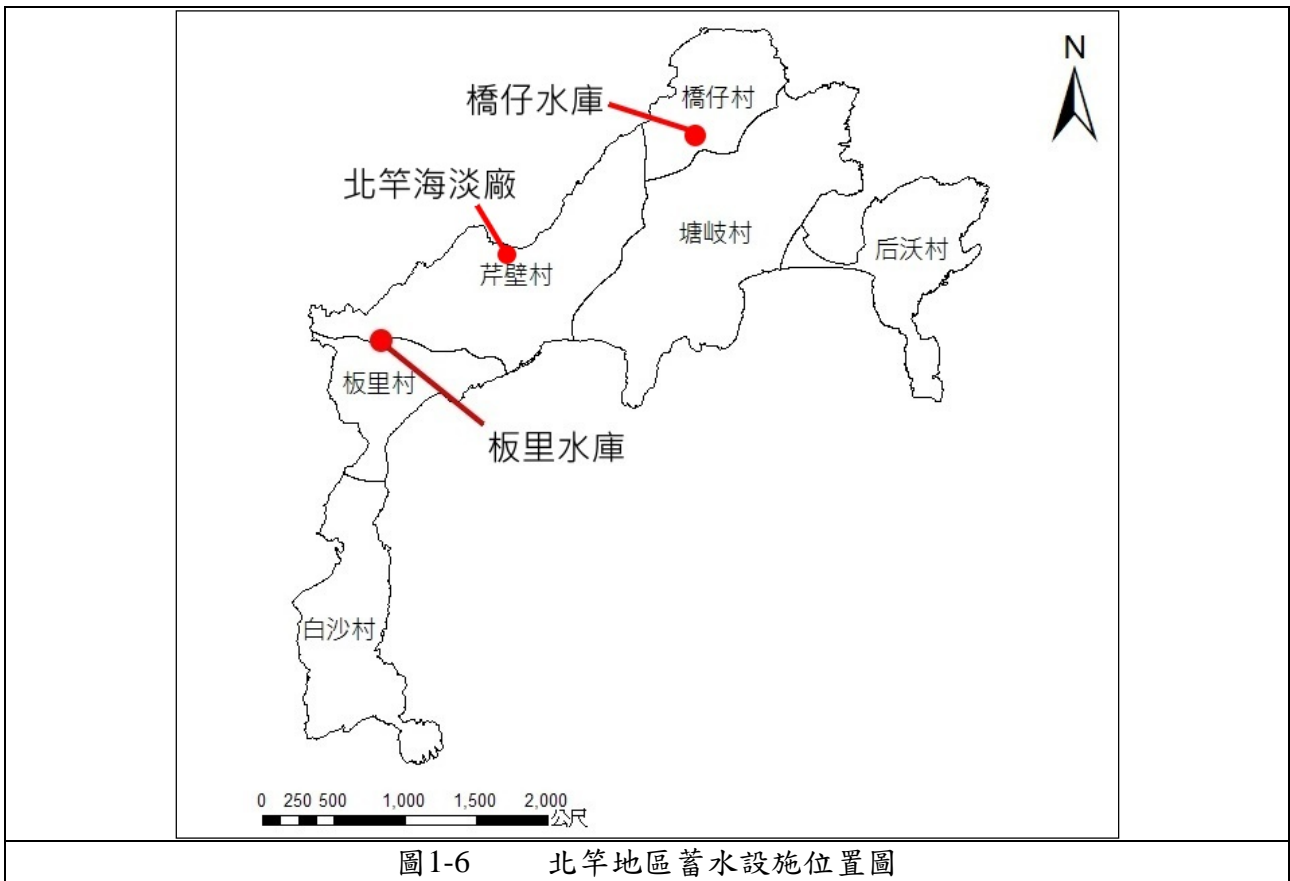 N
橋仔水庫
橋仔村
北竿海淡廠
塘岐村
后沃村
芹壁村
板里村
板里水庫
白沙村
0 250 500 1,000 1,500 2,000
公尺
圖1-6 北竿地區蓄水設施位置圖